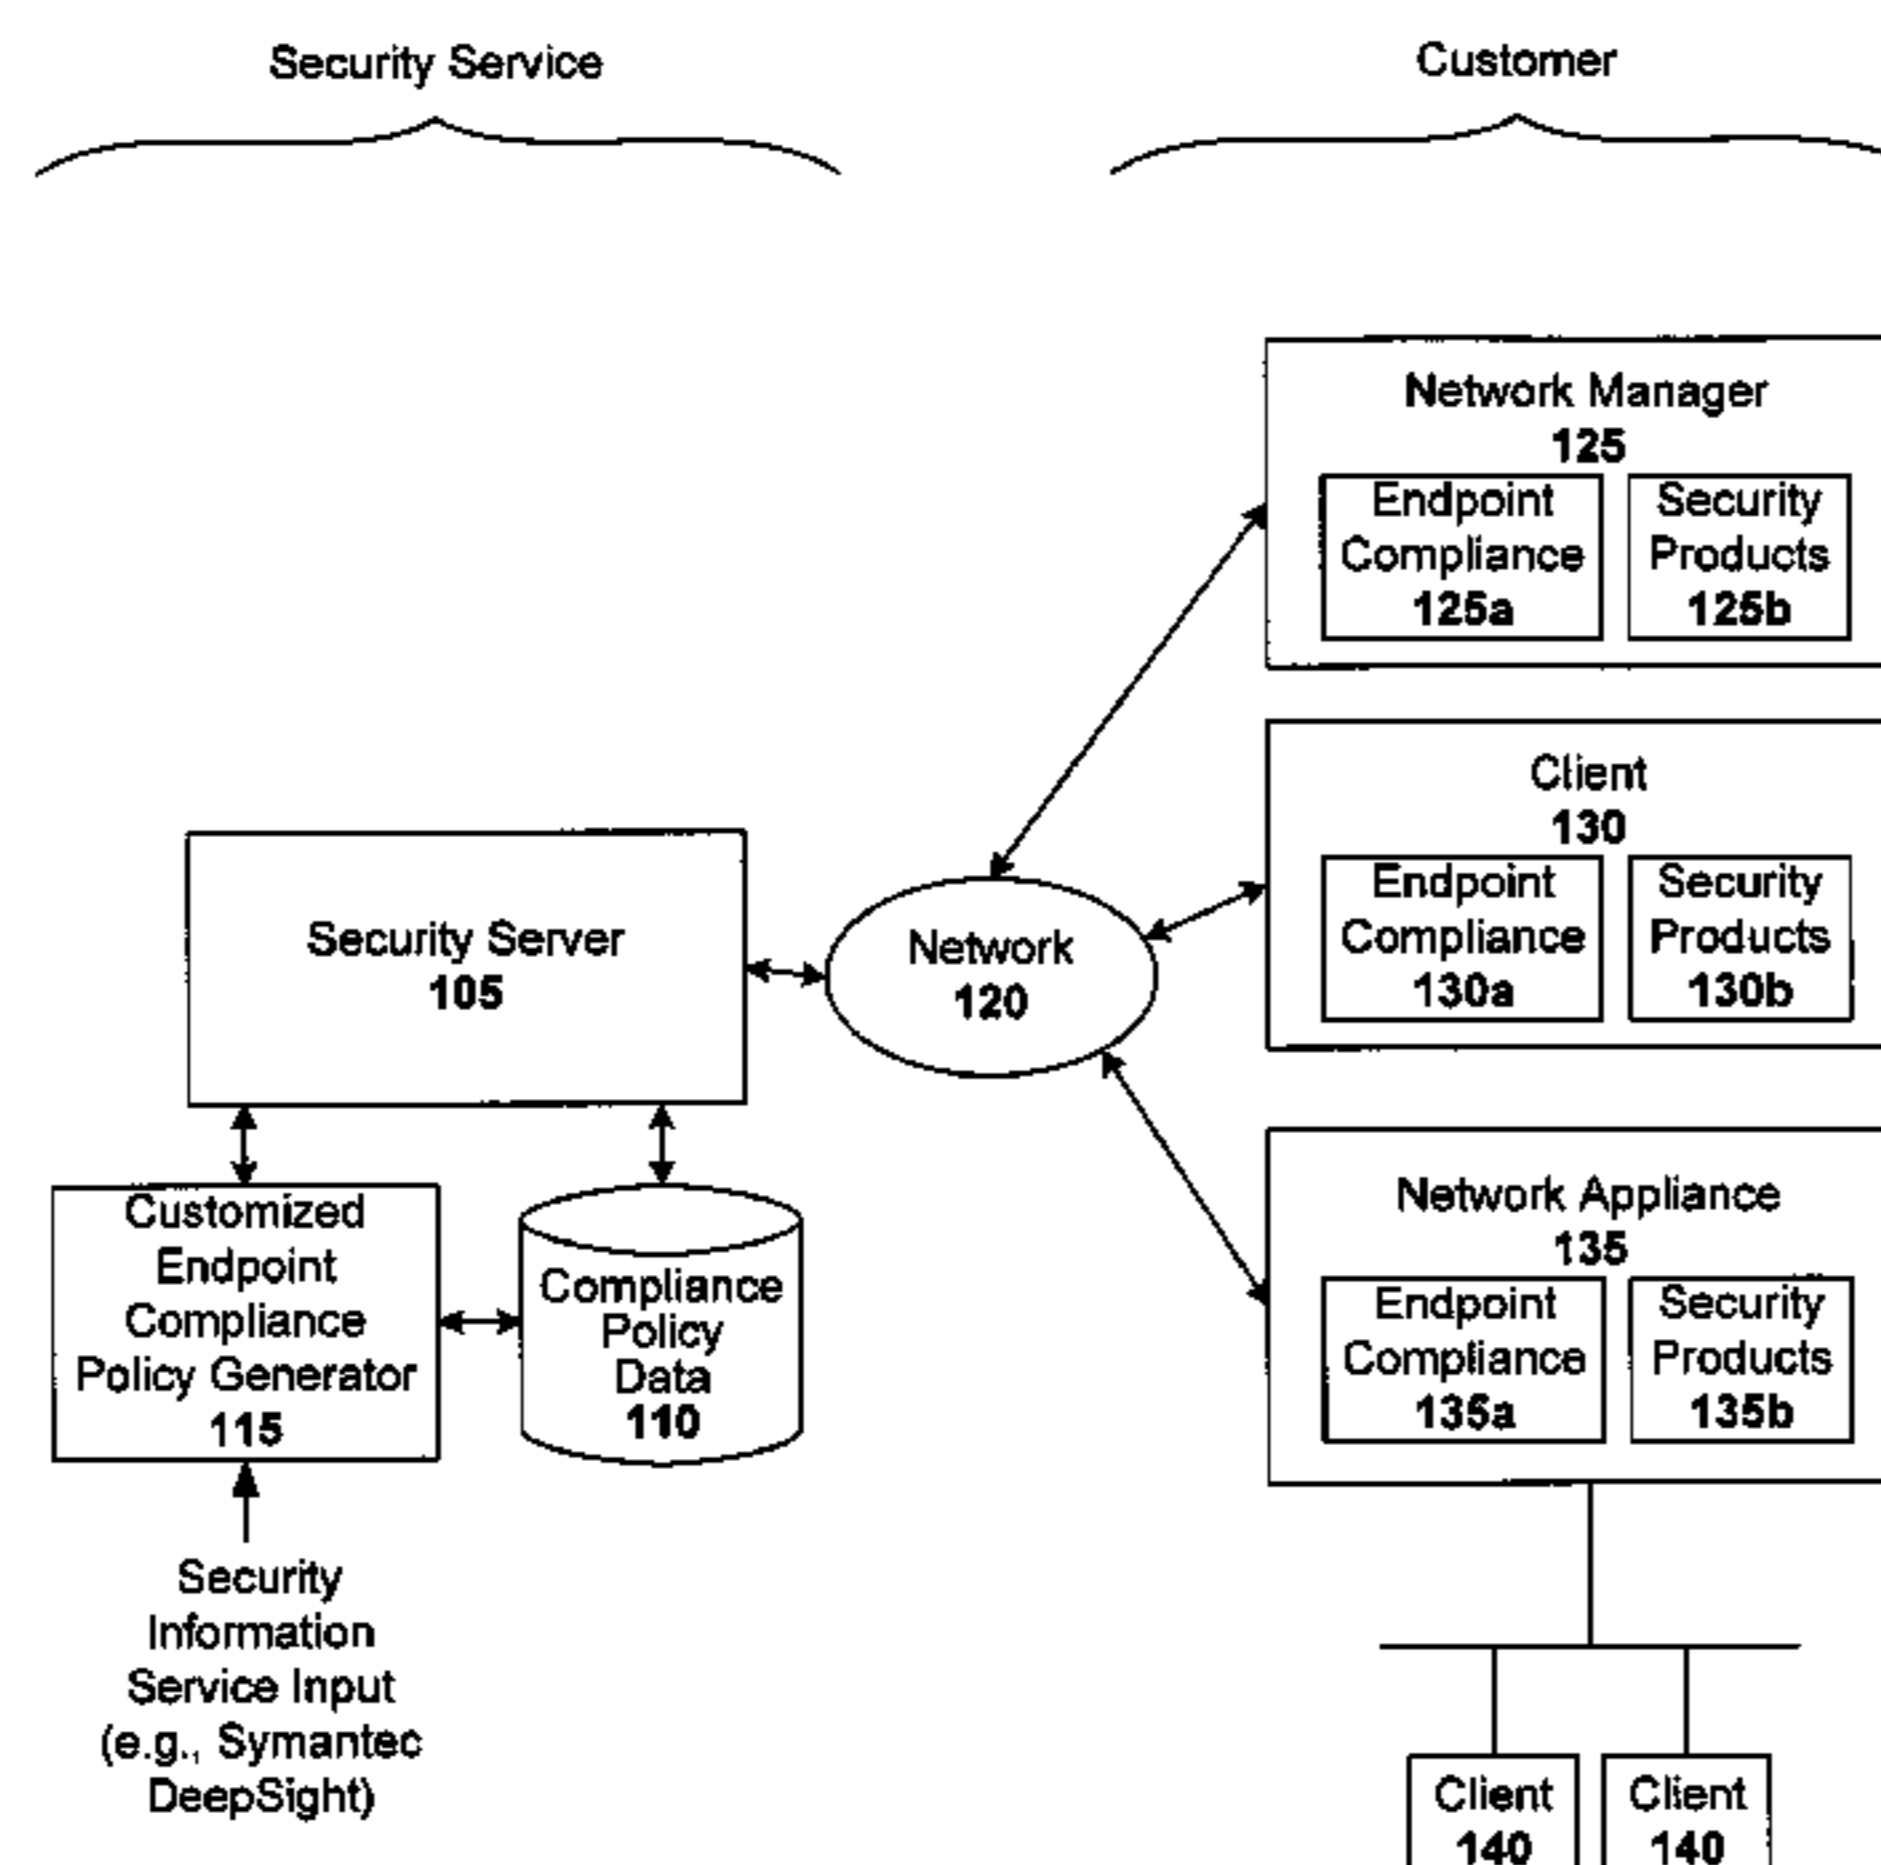 Security Service
Customer
Network Manager
125
Endpoint
Compliance
125a
Security
Products
125b
Client
130
Endpoint
Compliance
130a
Security
Products
130b
Security Server
105
Network
120
Network Appliance
135
Endpoint
Compliance
135a
Security
Products
135b
Customized
Endpoint
Compliance
Policy Generator
115
Compliance
Policy
Data
110
Security
Information
Service Input
(e.g., Symantec
DeepSight)
Client
140
Client
140